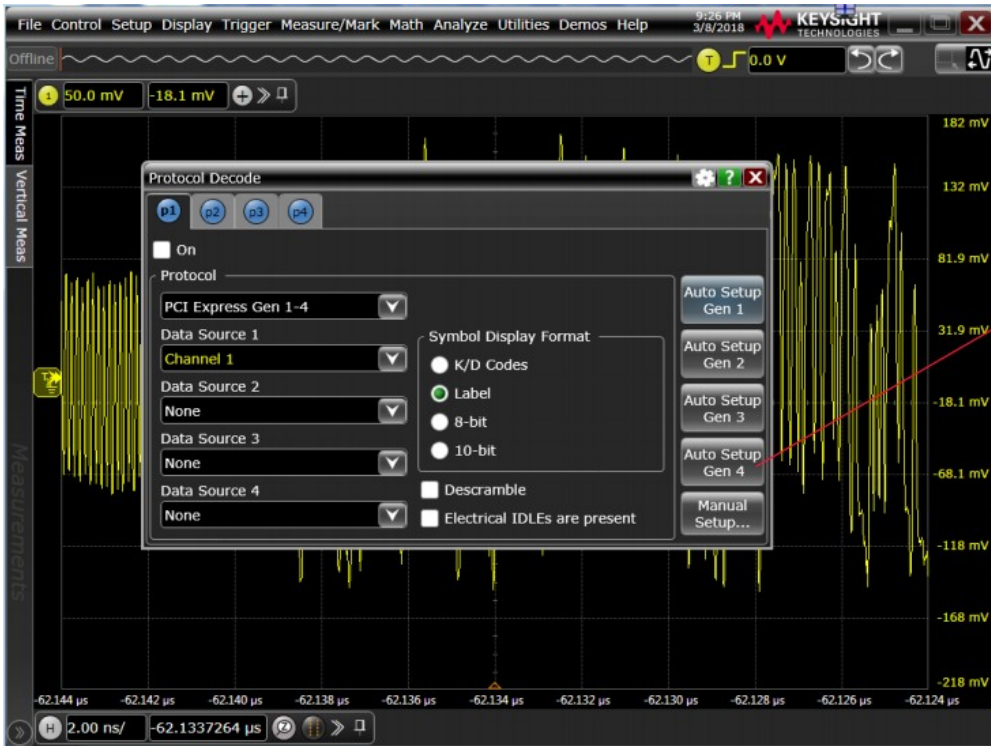 File Control Setup Display Trigger Measure/Mark Math Analyze Utilities Demos Help
9:26 PM
3/8/2018
KEYSIGHT
TECHNOLOGIES
Offline
T
0.0 V
1
50.0 mV
-18.1 mV
Time Meas
Vertical Meas
Measurements
182 mV
132 mV
81.9 mV
31.9 mV
-18.1 mV
-68.1 mV
-118 mV
-168 mV
-218 mV
Protocol Decode
?
p1
p2
p3
p4
On
Protocol
PCI Express Gen 1-4
Data Source 1
Channel 1
Data Source 2
None
Data Source 3
None
Data Source 4
None
Symbol Display Format
K/D Codes
Label
8-bit
10-bit
Descramble
Electrical IDLEs are present
Auto Setup
Gen 1
Auto Setup
Gen 2
Auto Setup
Gen 3
Auto Setup
Gen 4
Manual
Setup...
T
-62.144 µs
-62.142 µs
-62.140 µs
-62.138 µs
-62.136 µs
-62.134 µs
-62.132 µs
-62.130 µs
-62.128 µs
-62.126 µs
-62.124 µs
H
2.00 ns/
-62.1337264 µs
Z